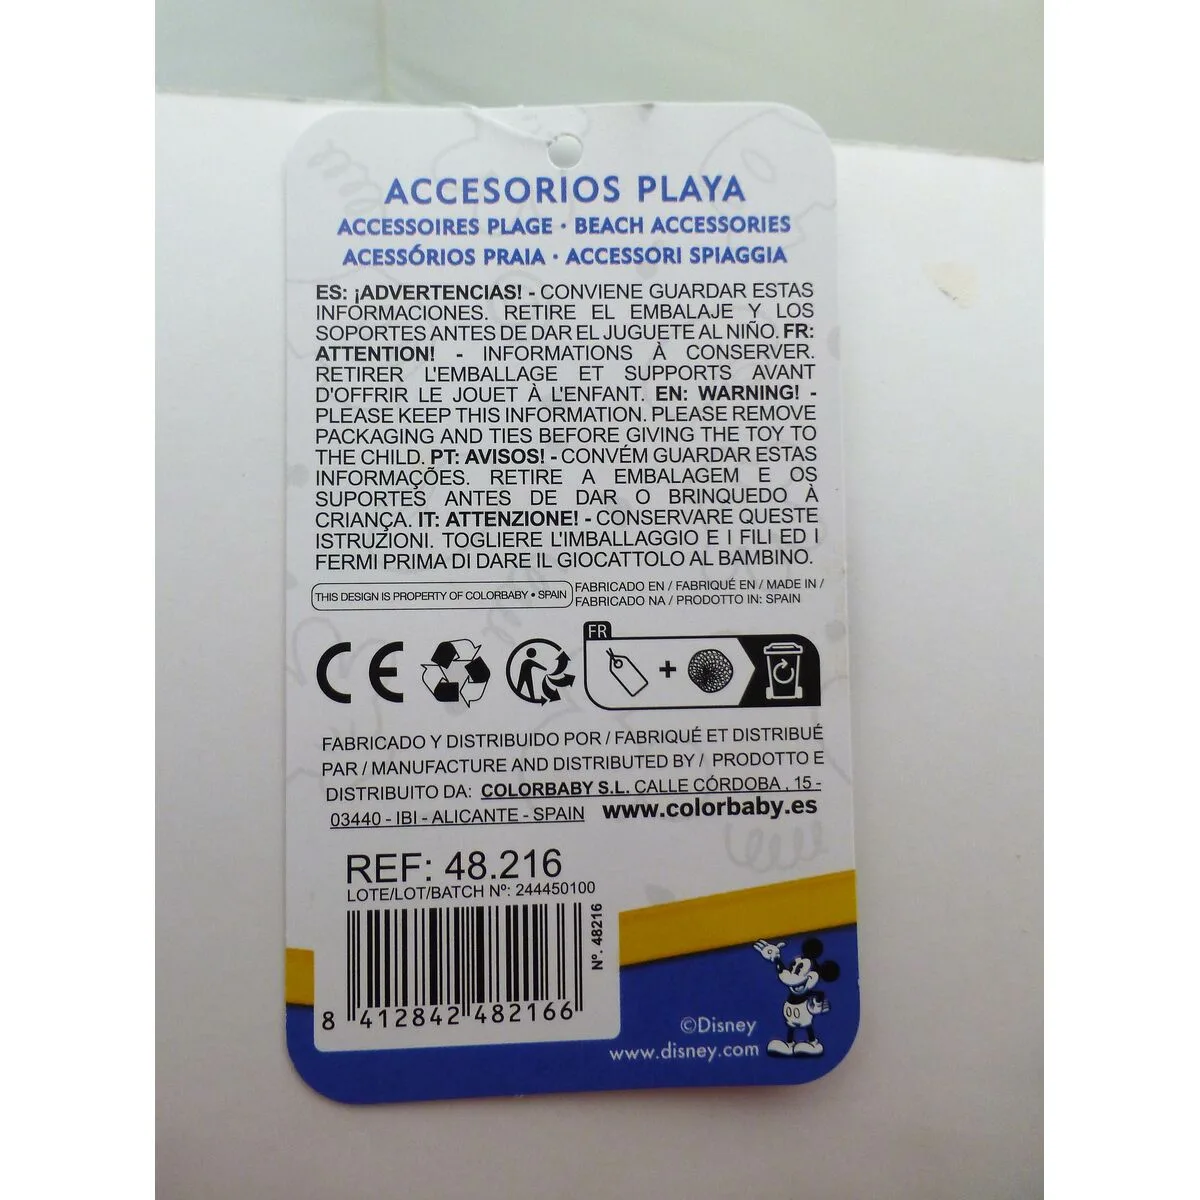 ACCESORIOS PLAYA
ACCESSOIRES PLAGE · BEACH ACCESSORIES
ACESSÓRIOS PRAIA · ACCESSORI SPIAGGIA
ES: ¡ADVERTENCIAS! - CONVIENE GUARDAR ESTAS
INFORMACIONES. RETIRE EL EMBALAJE Y LOS
SOPORTES ANTES DE DAR EL JUGUETE AL NIÑO. FR:
ATTENTION! - INFORMATIONS À CONSERVER.
RETIRER L'EMBALLAGE ET SUPPORTS AVANT
D'OFFRIR LE JOUET À L'ENFANT. EN: WARNING! -
PLEASE KEEP THIS INFORMATION. PLEASE REMOVE
PACKAGING AND TIES BEFORE GIVING THE TOY TO
THE CHILD. PT: AVISOS! - CONVÉM GUARDAR ESTAS
INFORMAÇÕES. RETIRE A EMBALAGEM E OS
SUPORTES ANTES DE DAR O BRINQUEDO À
CRIANÇA. IT: ATTENZIONE! - CONSERVARE QUESTE
ISTRUZIONI. TOGLIERE L'IMBALLAGGIO E I FILI ED I
FERMI PRIMA DI DARE IL GIOCATTOLO AL BAMBINO.
THIS DESIGN IS PROPERTY OF COLORBABY • SPAIN
FABRICADO EN / FABRIQUÉ EN / MADE IN /
FABRICADO NA / PRODOTTO IN: SPAIN
CE
FR
+
FABRICADO Y DISTRIBUIDO POR / FABRIQUÉ ET DISTRIBUÉ
PAR / MANUFACTURE AND DISTRIBUTED BY / PRODOTTO E
DISTRIBUITO DA: COLORBABY S.L. CALLE CÓRDOBA , 15 -
03440 - IBI - ALICANTE - SPAIN www.colorbaby.es
REF: 48.216
LOTE/LOT/BATCH Nº: 244450100
Nº. 48216
8 412842 482166
©Disney
www.disney.com